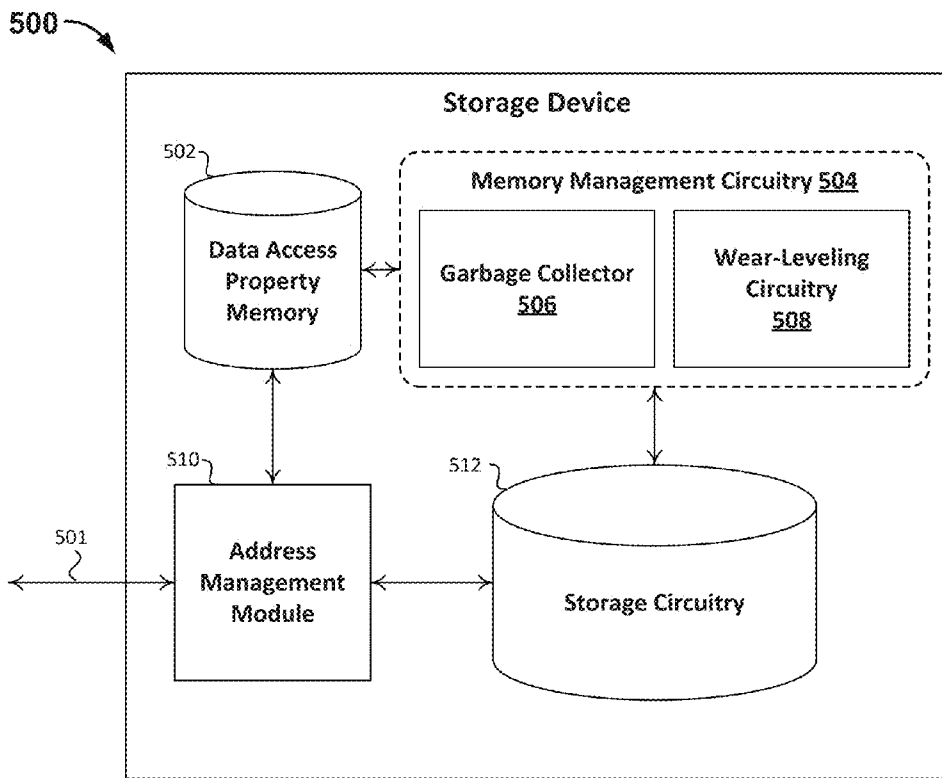 500
Storage Device
502
Memory Management Circuitry 504
Data Access
Property
Memory
Garbage Collector
506
Wear-Leveling
Circuitry
508
510
512
501
Address
Management
Module
Storage Circuitry